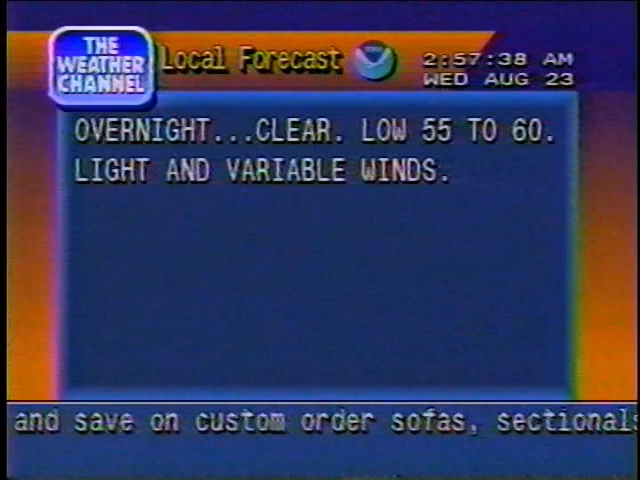 THE
WEATHER
CHANNEL
Local Forecast
2:57:38 AM
WED AUG 23
OVERNIGHT...CLEAR. LOW 55 TO 60.
LIGHT AND VARIABLE WINDS.
and save on custom order sofas, sectionals